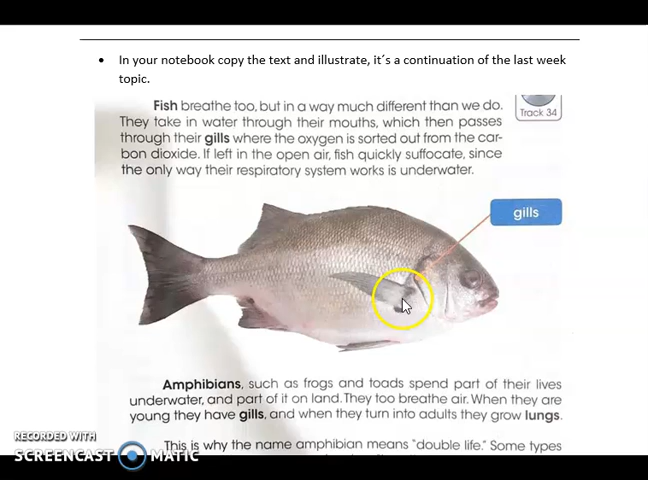 • In your notebook copy the text and illustrate, it´s a continuation of the last week
topic.
Fish breathe too, but in a way much different than we do.
They take in water through their mouths, which then passes
through their gills where the oxygen is sorted out from the car-
bon dioxide. If left in the open air, fish quickly suffocate, since
the only way their respiratory system works is underwater.
Track 34
gills
Amphibians, such as frogs and toads spend part of their lives
underwater, and part of it on land. They too breathe air. When they are
young they have gills, and when they turn into adults they grow lungs.
This is why the name amphibian means "double life." Some types
RECORDED WITH
SCREENCAST MATIC